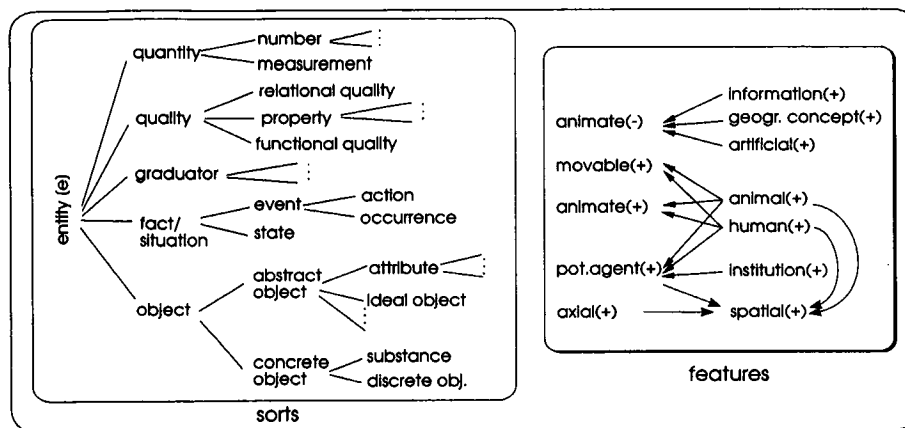 entity (e)
quantity
number
measurement
quality
relational quality
property
functional quality
graduator
fact/
situation
event
action
occurrence
state
object
abstract
object
attribute
ideal object
concrete
object
substance
discrete obj.
sorts
animate(-)
information(+)
geogr. concept(+)
artificial(+)
movable(+)
animate(+)
animal(+)
human(+)
pot.agent(+)
institution(+)
axial(+)
spatial(+)
features